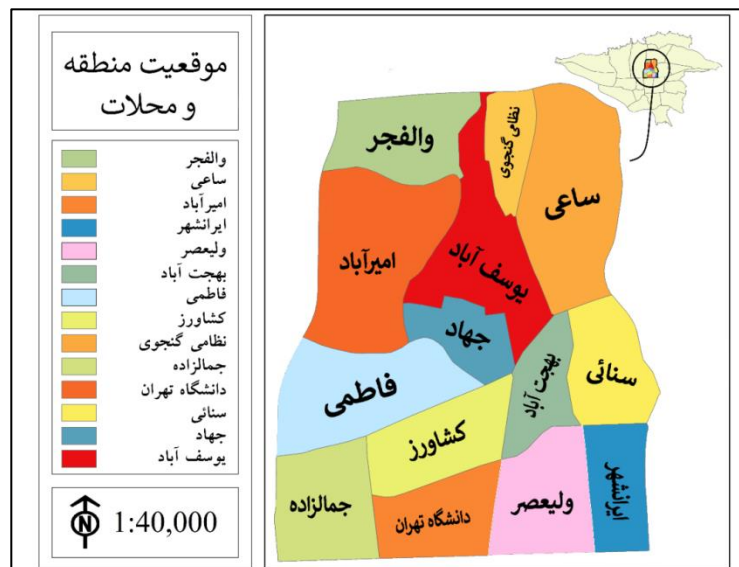 موقعیت منطقه
و محلات
والفجر
ساعی
امیرآباد
ایرانشهر
ولیعصر
بهجت آباد
فاطمی
کشاورز
نظامی گنجوی
جمالزاده
دانشگاه تهران
سنائی
جهاد
یوسف آباد
N 1:40,000
والفجر
نظامی گنجوی
ساعی
امیرآباد
یوسف آباد
جهاد
فاطمی
بهجت آباد
سنائی
کشاورز
جمالزاده
دانشگاه تهران
ولیعصر
ایرانشهر